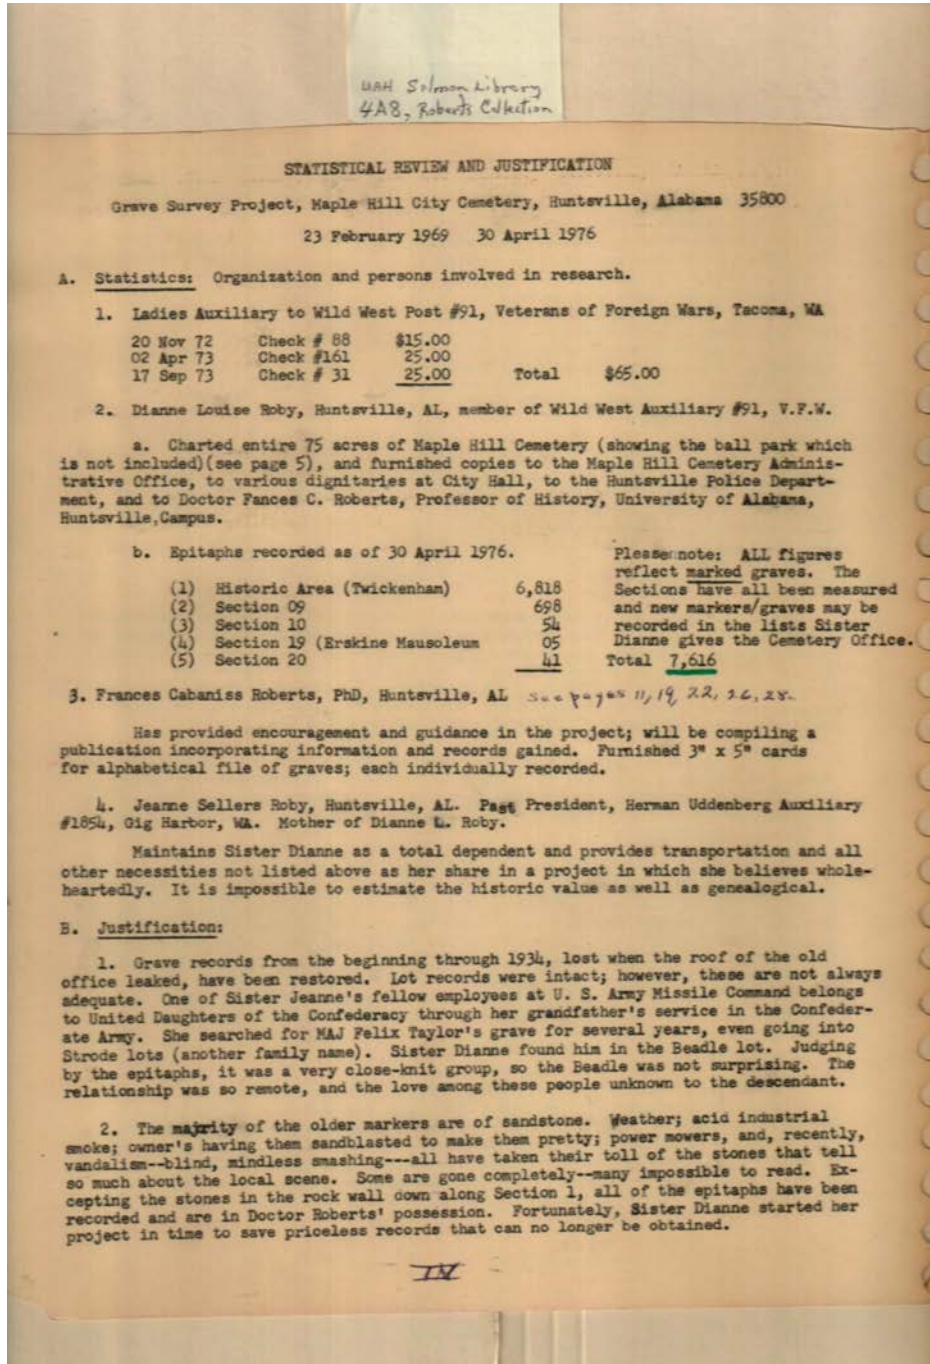 UAH Salmon Library
4A8, Roberts Collection
STATISTICAL REVIEW AND JUSTIFICATION
Grave Survey Project, Maple Hill City Cemetery, Huntsville, Alabama 35800
23 February 1969 30 April 1976
A. Statistics: Organization and persons involved in research.
1. Ladies Auxiliary to Wild West Post #91, Veterans of Foreign Wars, Tacoma, WA
20 Nov 72 Check # 88 $15.00
02 Apr 73 Check #161 25.00
17 Sep 73 Check # 31 25.00 Total $65.00
2. Dianne Louise Roby, Huntsville, AL, member of Wild West Auxiliary #91, V.F.W.
a. Charted entire 75 acres of Maple Hill Cemetery (showing the ball park which
is not included)(see page 5), and furnished copies to the Maple Hill Cemetery Adminis-
trative Office, to various dignitaries at City Hall, to the Huntsville Police Depart-
ment, and to Doctor Fances C. Roberts, Professor of History, University of Alabama,
Huntsville,Campus.
b. Epitaphs recorded as of 30 April 1976.
(1) Historic Area (Twickenham) 6,818
(2) Section 09 698
(3) Section 10 54
(4) Section 19 (Erskine Mausoleum 05
(5) Section 20 41
Please note: ALL figures
reflect marked graves. The
Sections have all been measured
and new markers/graves may be
recorded in the lists Sister
Dianne gives the Cemetery Office.
Total 7,616
3. Frances Cabaniss Roberts, PhD, Huntsville, AL See pages 11, 19, 22, 26, 28.
Has provided encouragement and guidance in the project; will be compiling a
publication incorporating information and records gained. Furnished 3" x 5" cards
for alphabetical file of graves; each individually recorded.
4. Jeanne Sellers Roby, Huntsville, AL. Past President, Herman Uddenberg Auxiliary
#1854, Gig Harbor, WA. Mother of Dianne L. Roby.
Maintains Sister Dianne as a total dependent and provides transportation and all
other necessities not listed above as her share in a project in which she believes whole-
heartedly. It is impossible to estimate the historic value as well as genealogical.
B. Justification:
1. Grave records from the beginning through 1934, lost when the roof of the old
office leaked, have been restored. Lot records were intact; however, these are not always
adequate. One of Sister Jeanne's fellow employees at U. S. Army Missile Command belongs
to United Daughters of the Confederacy through her grandfather's service in the Confeder-
ate Army. She searched for MAJ Felix Taylor's grave for several years, even going into
Strode lots (another family name). Sister Dianne found him in the Beadle lot. Judging
by the epitaphs, it was a very close-knit group, so the Beadle was not surprising. The
relationship was so remote, and the love among these people unknown to the descendant.
2. The majrity of the older markers are of sandstone. Weather; acid industrial
smoke; owner's having them sandblasted to make them pretty; power mowers, and, recently,
vandalism--blind, mindless smashing---all have taken their toll of the stones that tell
so much about the local scene. Some are gone completely--many impossible to read. Ex-
cepting the stones in the rock wall down along Section 1, all of the epitaphs have been
recorded and are in Doctor Roberts' possession. Fortunately, Sister Dianne started her
project in time to save priceless records that can no longer be obtained.
IV